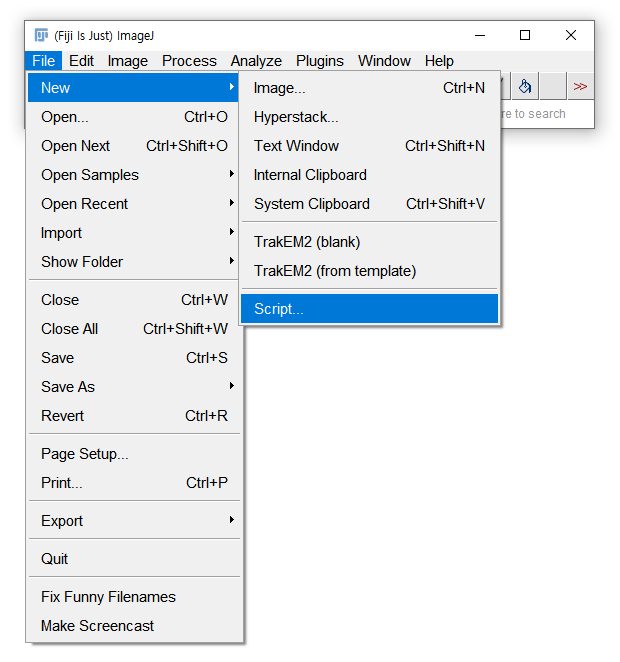 (Fiji Is Just) ImageJ
File Edit Image Process Analyze Plugins Window Help
>>
re to search
New
Open... Ctrl+O
Open Next Ctrl+Shift+O
Open Samples
Open Recent
Import
Show Folder
Close Ctrl+W
Close All Ctrl+Shift+W
Save Ctrl+S
Save As
Revert Ctrl+R
Page Setup...
Print... Ctrl+P
Export
Quit
Fix Funny Filenames
Make Screencast
Image... Ctrl+N
Hyperstack...
Text Window Ctrl+Shift+N
Internal Clipboard
System Clipboard Ctrl+Shift+V
TrakEM2 (blank)
TrakEM2 (from template)
Script...